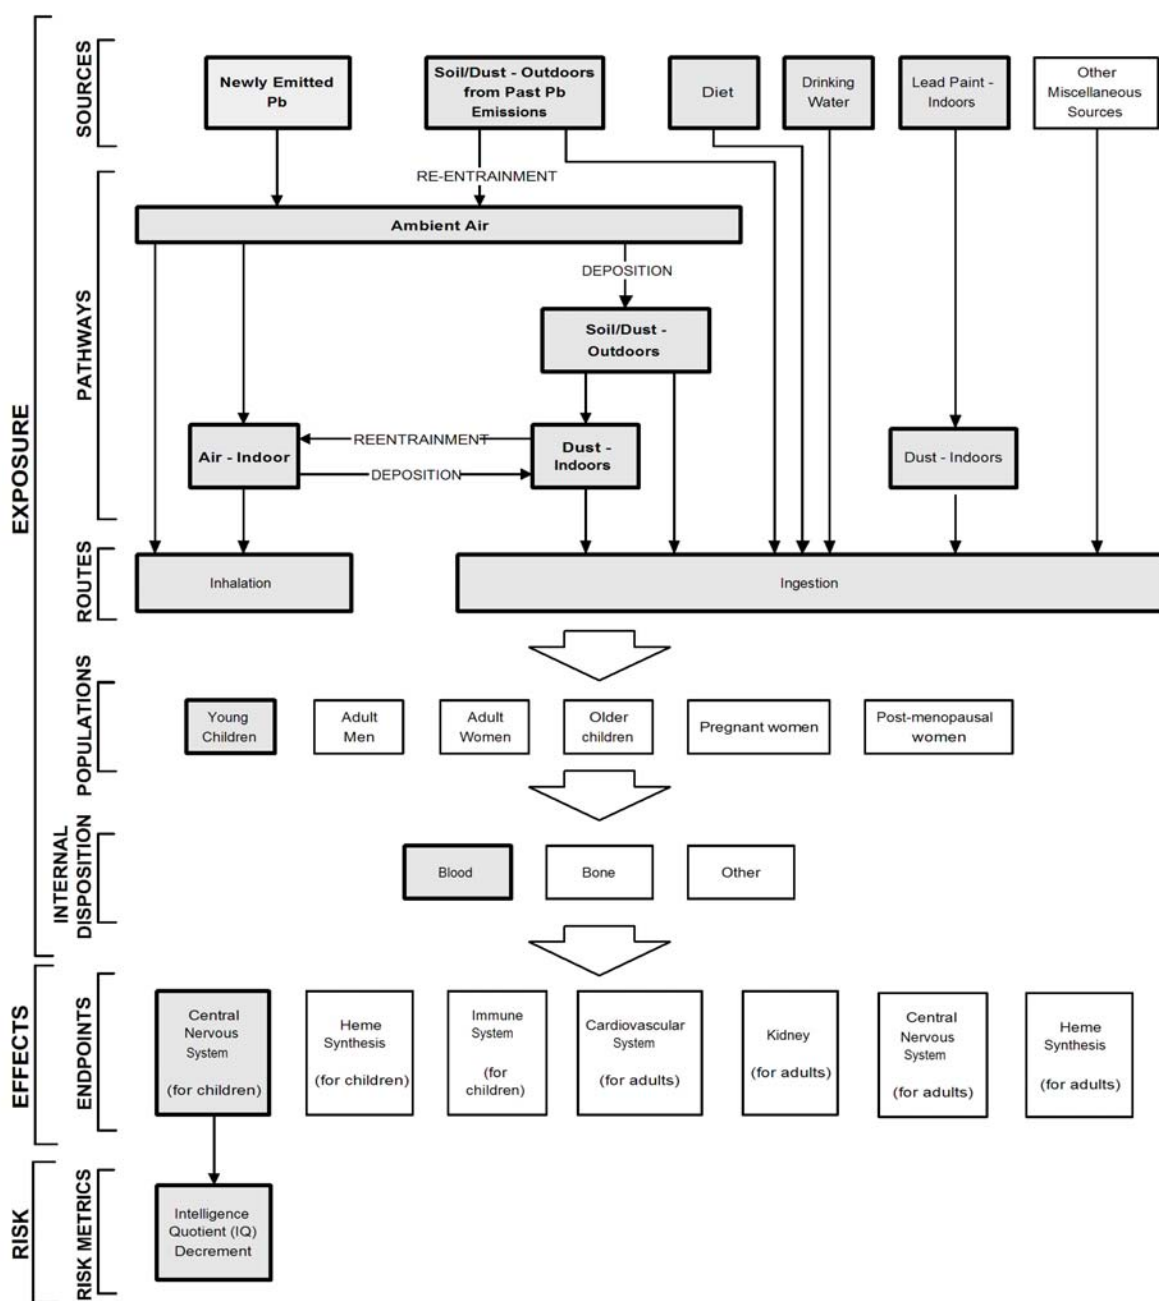 EXPOSURE
SOURCES
Newly Emitted
Pb
Soil/Dust - Outdoors
from Past Pb
Emissions
Diet
Drinking
Water
Lead Paint -
Indoors
Other
Miscellaneous
Sources
PATHWAYS
RE-ENTRAINMENT
Ambient Air
DEPOSITION
Soil/Dust -
Outdoors
Air - Indoor
REENTRAINMENT
DEPOSITION
Dust -
Indoors
Dust - Indoors
ROUTES
Inhalation
Ingestion
POPULATIONS
Young
Children
Adult
Men
Adult
Women
Older
children
Pregnant women
Post-menopausal
women
INTERNAL
DISPOSITION
Blood
Bone
Other
EFFECTS
ENDPOINTS
Central
Nervous
System
(for children)
Heme
Synthesis
(for children)
Immune
System
(for
children)
Cardiovascular
System
(for adults)
Kidney
(for adults)
Central
Nervous
System
(for adults)
Heme
Synthesis
(for adults)
RISK
RISK METRICS
Intelligence
Quotient (IQ)
Decrement